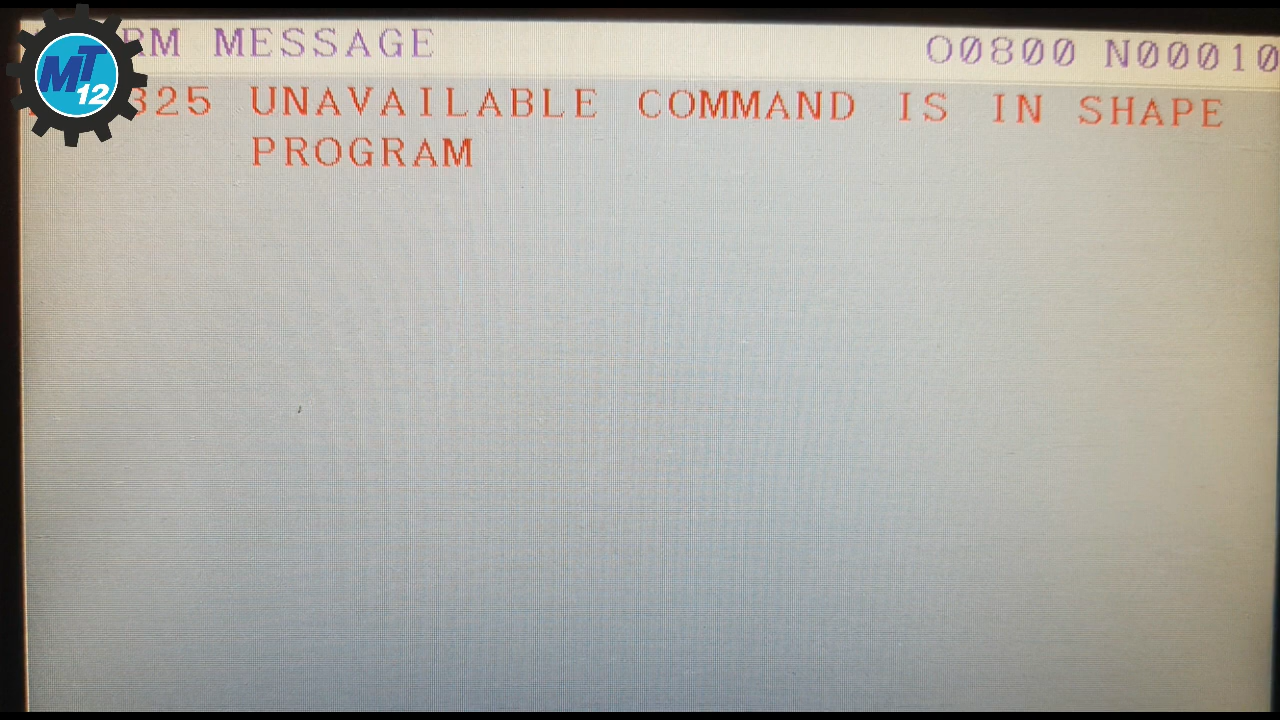 MT
12
RM MESSAGE O0800 N00010
325 UNAVAILABLE COMMAND IS IN SHAPE
PROGRAM